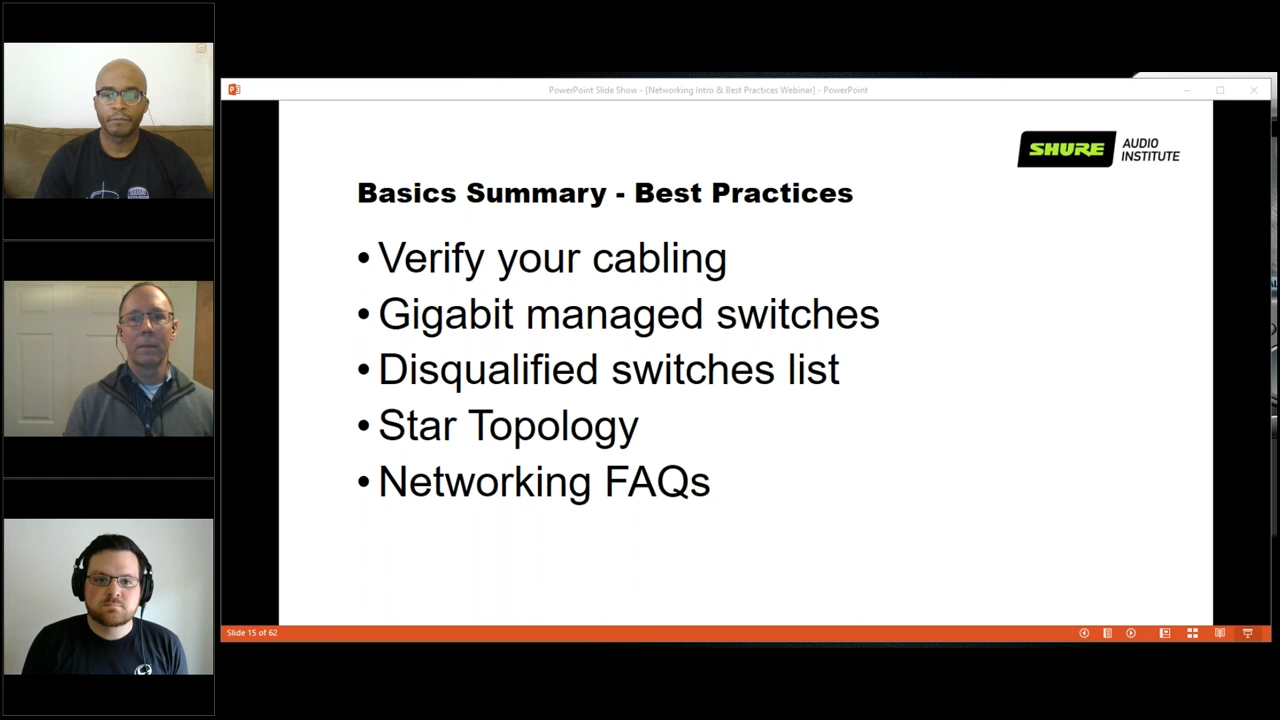 PowerPoint Slide Show - [Networking Intro & Best Practices Webinar] - PowerPoint
SHURE AUDIO
INSTITUTE
Basics Summary - Best Practices
• Verify your cabling
• Gigabit managed switches
• Disqualified switches list
• Star Topology
• Networking FAQs
Slide 15 of 62